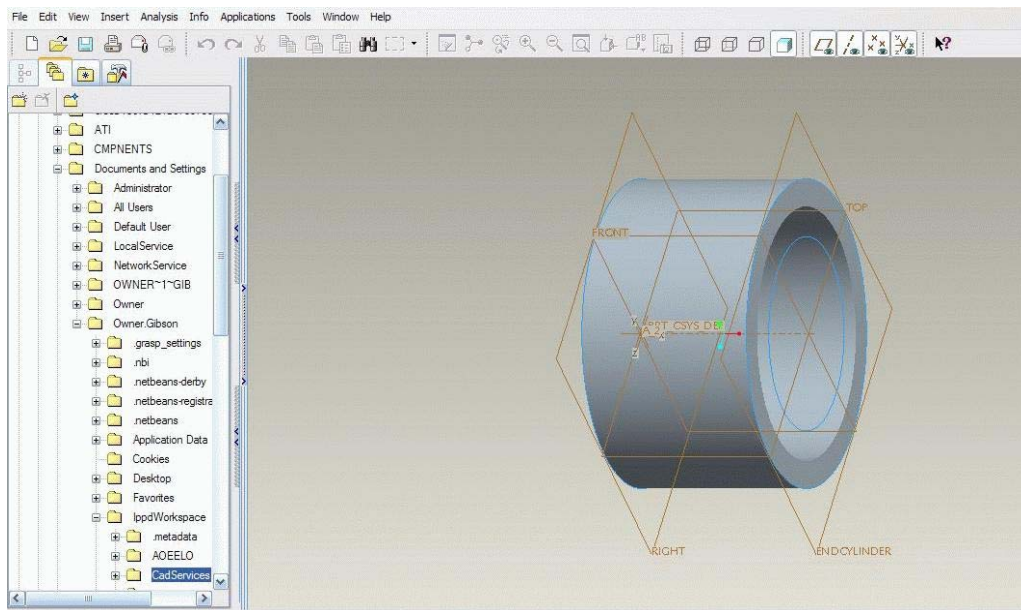 File Edit View Insert Analysis Info Applications Tools Window Help
ATI
CMPNENTS
Documents and Settings
Administrator
All Users
Default User
LocalService
NetworkService
OWNER~1~GIB
Owner
Owner.Gibson
.grasp_settings
.nbi
.netbeans-derby
.netbeans-registra
.netbeans
Application Data
Cookies
Desktop
Favorites
IppdWorkspace
.metadata
AOEELO
CadServices
TOP
FRONT
CSYS_DE
Y
X
Z
RIGHT
ENDCYLINDER